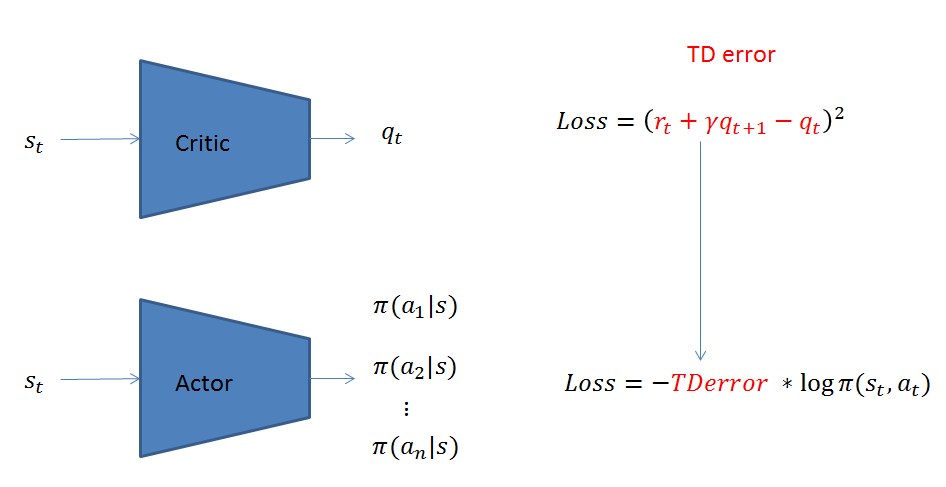 TD error
s_t Critic q_t Loss = (r_t + γq_{t+1} − q_t)^2
π(a_1|s)
s_t Actor π(a_2|s) Loss = −TDerror * log π(s_t, a_t)
⋮
π(a_n|s)